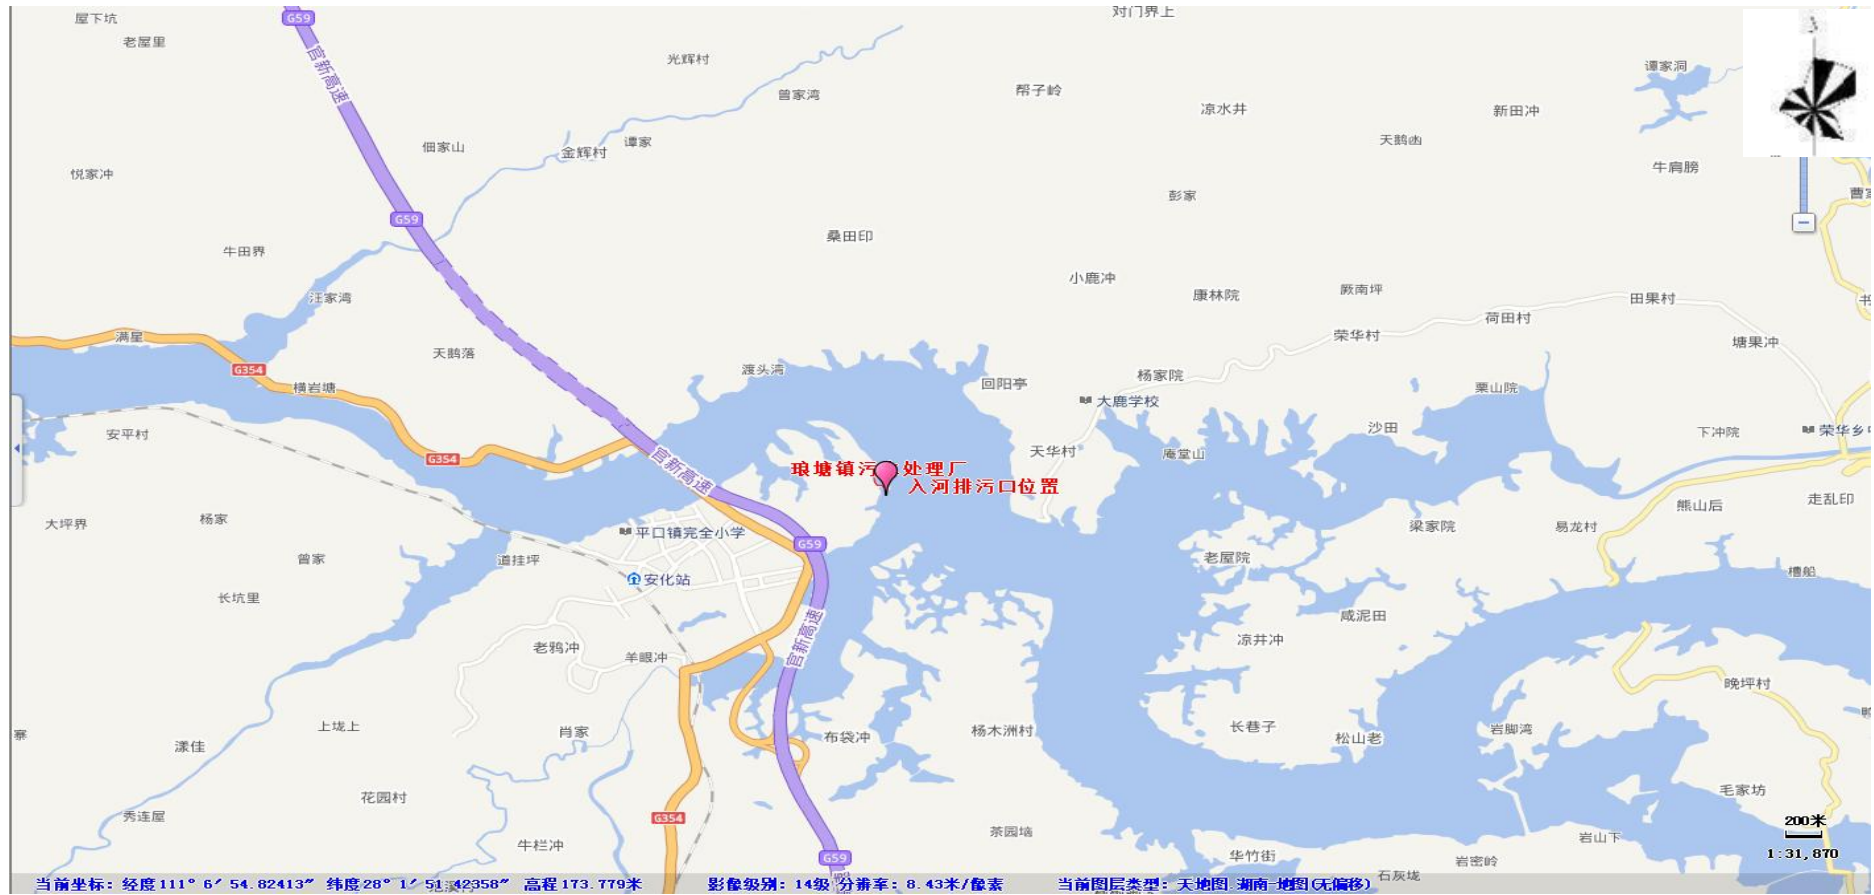 屋下坑
G59
对门界上
老屋里
官新高速
光辉村
谭家洞
曾家湾
帮子岭
凉水井
新田冲
佃家山
金辉村
谭家
天鹅凼
牛肩膀
悦家冲
彭家
G59
桑田印
牛田界
小鹿冲
康林院
厥南坪
田果村
汪家湾
满星
荷田村
荣华村
塘果冲
天鹅落
渡头湾
G354
横岩塘
回阳亭
杨家院
栗山院
大鹿学校
安平村
沙田
下冲院
荣华乡中
G354
官新高速
天华村
庵堂山
琅塘镇污 处理厂
入河排污口位置
大坪界
杨家
平口镇完全小学
梁家院
易龙村
熊山后
走乱印
曾家
道挂坪
G59
老屋院
安化站
槽船
长坑里
官新高速
咸泥田
老鸦冲
羊眼冲
凉井冲
晚坪村
寨
漾佳
上垅上
肖家
布袋冲
杨木洲村
长巷子
松山老
岩脚湾
花园村
毛家坊
秀连屋
G354
牛栏冲
茶园垴
G59
华竹街
岩密岭
岩山下
200米
1:31,870
石灰垅
当前坐标：经度111° 6′ 54.82413″ 纬度28° 1′ 51.42358″ 高程173.779米 影像级别：14级 分辨率：8.43米/像素 当前图层类型：天地图.湖南-地图(无偏移)